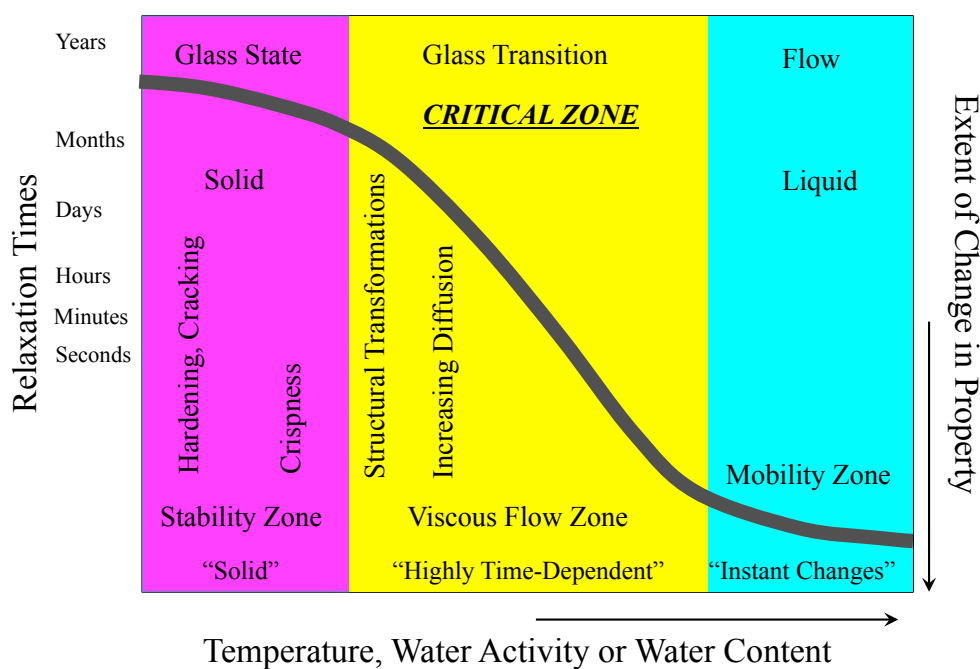 Years
Months
Days
Hours
Minutes
Seconds
Relaxation Times
Glass State
Solid
Hardening, Cracking
Crispness
Stability Zone
“Solid”
Glass Transition
CRITICAL ZONE
Structural Transformations
Increasing Diffusion
Viscous Flow Zone
“Highly Time-Dependent”
Flow
Liquid
Mobility Zone
“Instant Changes”
Extent of Change in Property
Temperature, Water Activity or Water Content